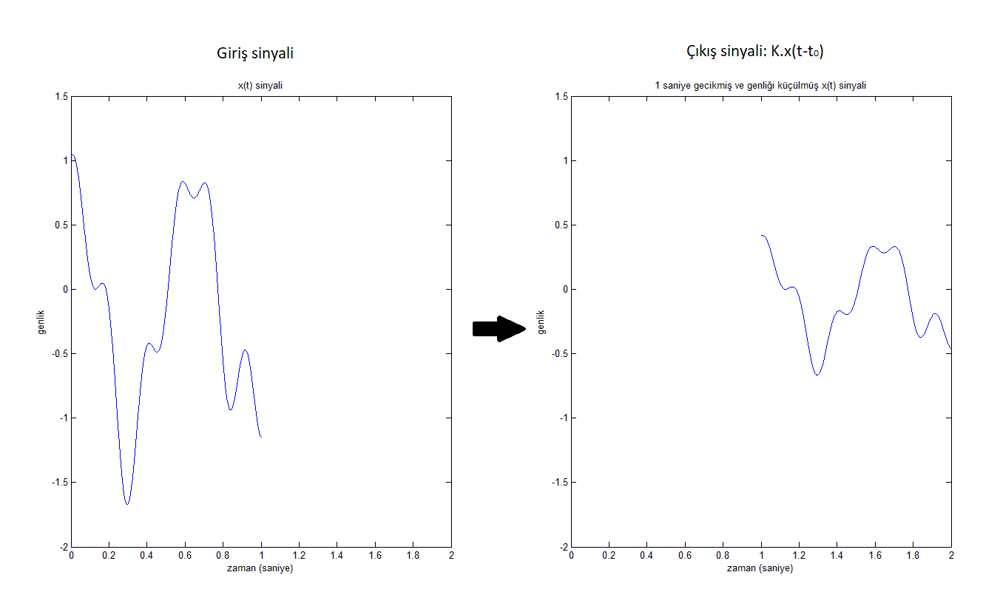 Giriş sinyali
x(t) sinyali
1.5
1
0.5
0
-0.5
-1
-1.5
-2
genlik
0 0.2 0.4 0.6 0.8 1 1.2 1.4 1.6 1.8 2
zaman (saniye)
Çıkış sinyali: K.x(t-t₀)
1 saniye gecikmiş ve genliği küçülmüş x(t) sinyali
1.5
1
0.5
0
-0.5
-1
-1.5
-2
genlik
0 0.2 0.4 0.6 0.8 1 1.2 1.4 1.6 1.8 2
zaman (saniye)